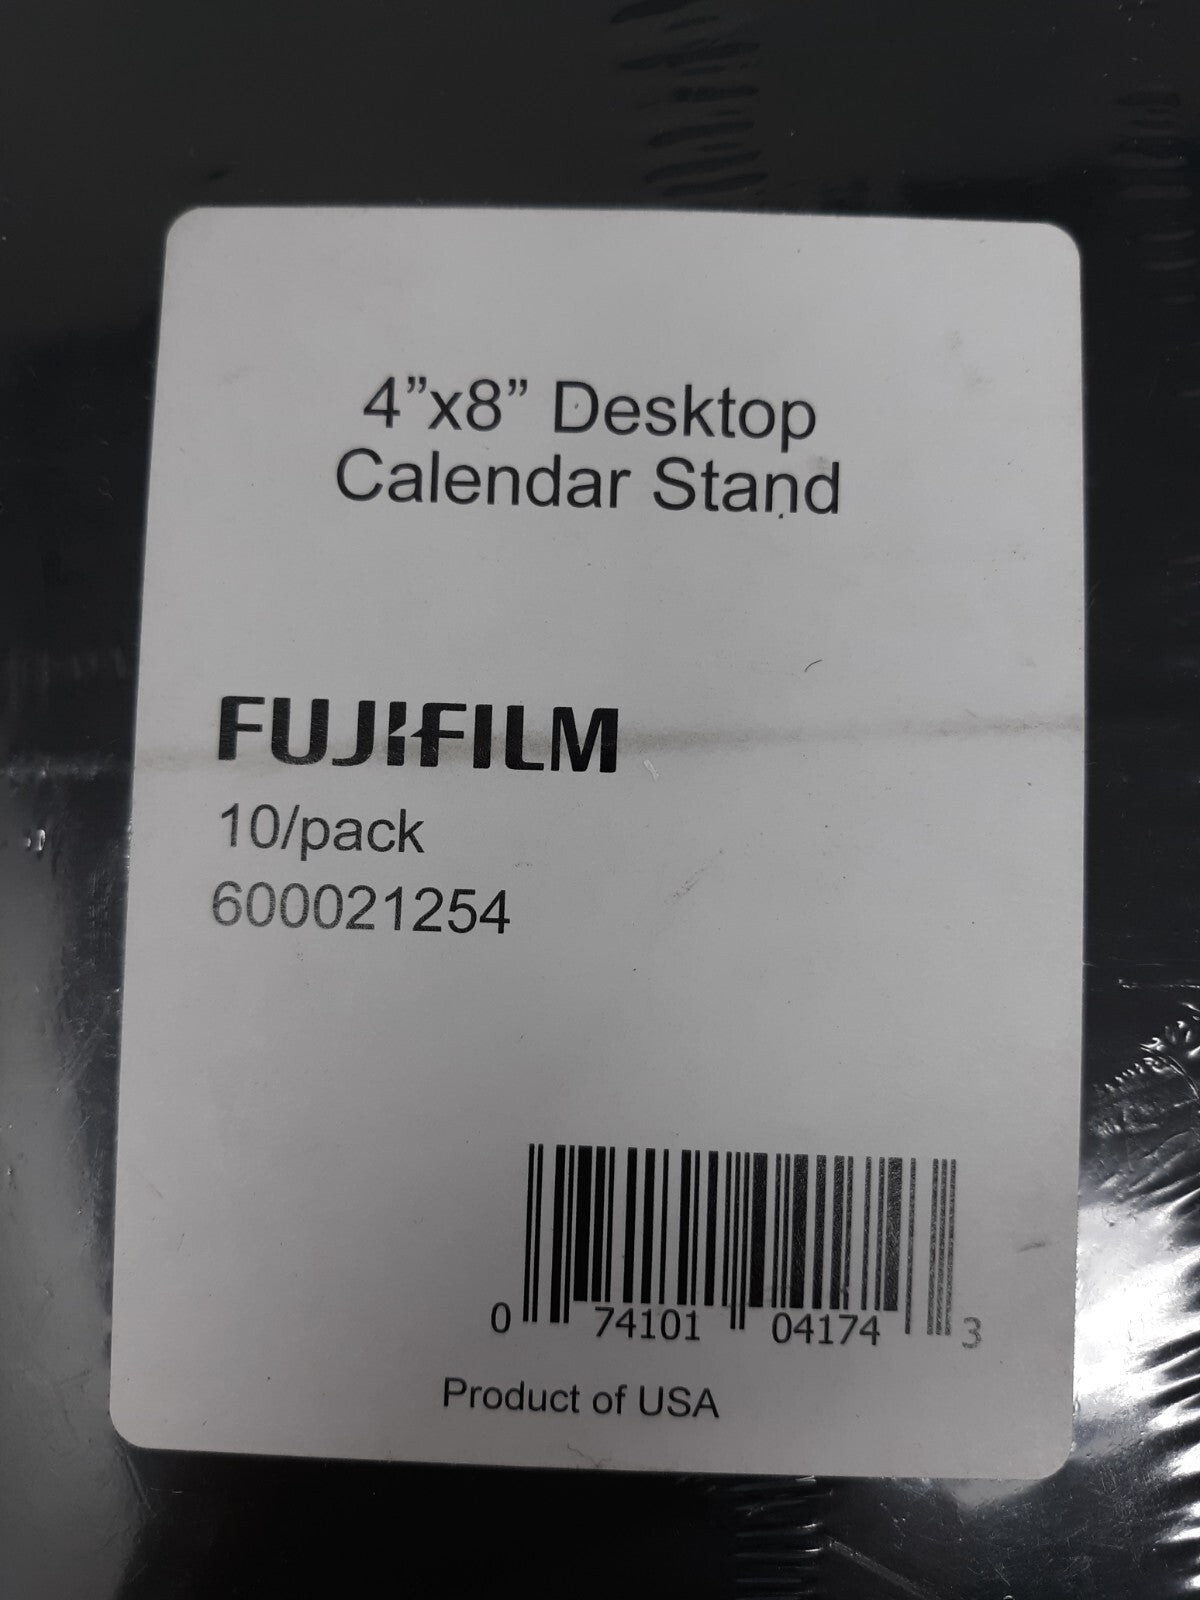 4”x8” Desktop
Calendar Stand
FUJIFILM
10/pack
600021254
0 74101 04174 3
Product of USA